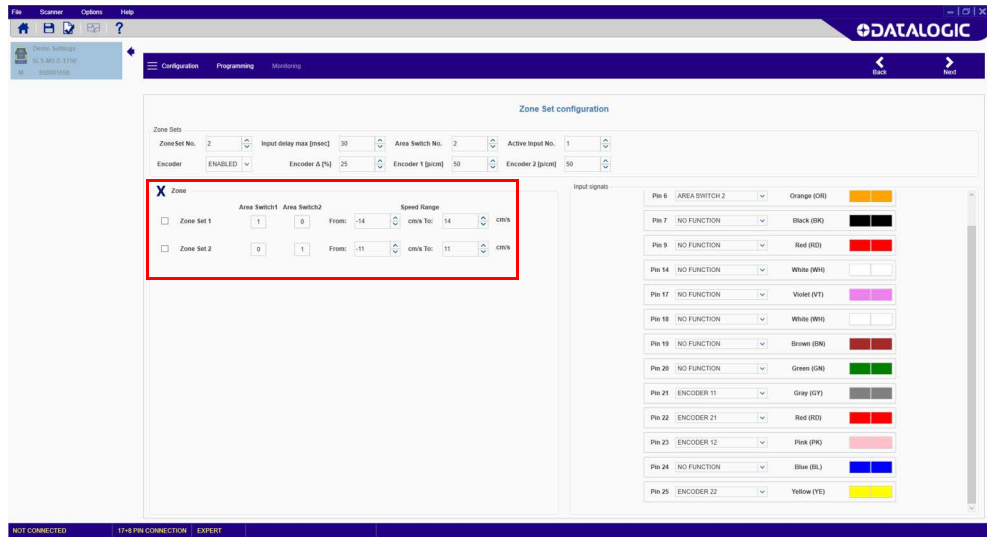 File Scanner Options Help
?
DATALOGIC
Demo Settings
M
Configuration Programming Monitoring
Back Next
Zone Set configuration
Zone Sets
ZoneSet No. 2 Input delay max [msec] 30 Area Switch No. 2 Active Input No. 1
Encoder ENABLED Encoder Δ [%] 25 Encoder 1 [p/cm] 50 Encoder 2 [p/cm] 50
X Zone
Area Switch1 Area Switch2 Speed Range
Zone Set 1 1 0 From: -14 cm/s To: 14 cm/s
Zone Set 2 0 1 From: -11 cm/s To: 11 cm/s
Input signals
Pin 6 AREA SWITCH 2 Orange (OR)
Pin 7 NO FUNCTION Black (BK)
Pin 9 NO FUNCTION Red (RD)
Pin 14 NO FUNCTION White (WH)
Pin 17 NO FUNCTION Violet (VT)
Pin 18 NO FUNCTION White (WH)
Pin 19 NO FUNCTION Brown (BN)
Pin 20 NO FUNCTION Green (GN)
Pin 21 ENCODER 11 Gray (GY)
Pin 22 ENCODER 21 Red (RD)
Pin 23 ENCODER 12 Pink (PK)
Pin 24 NO FUNCTION Blue (BL)
Pin 25 ENCODER 22 Yellow (YE)
NOT CONNECTED 17+8 PIN CONNECTION EXPERT